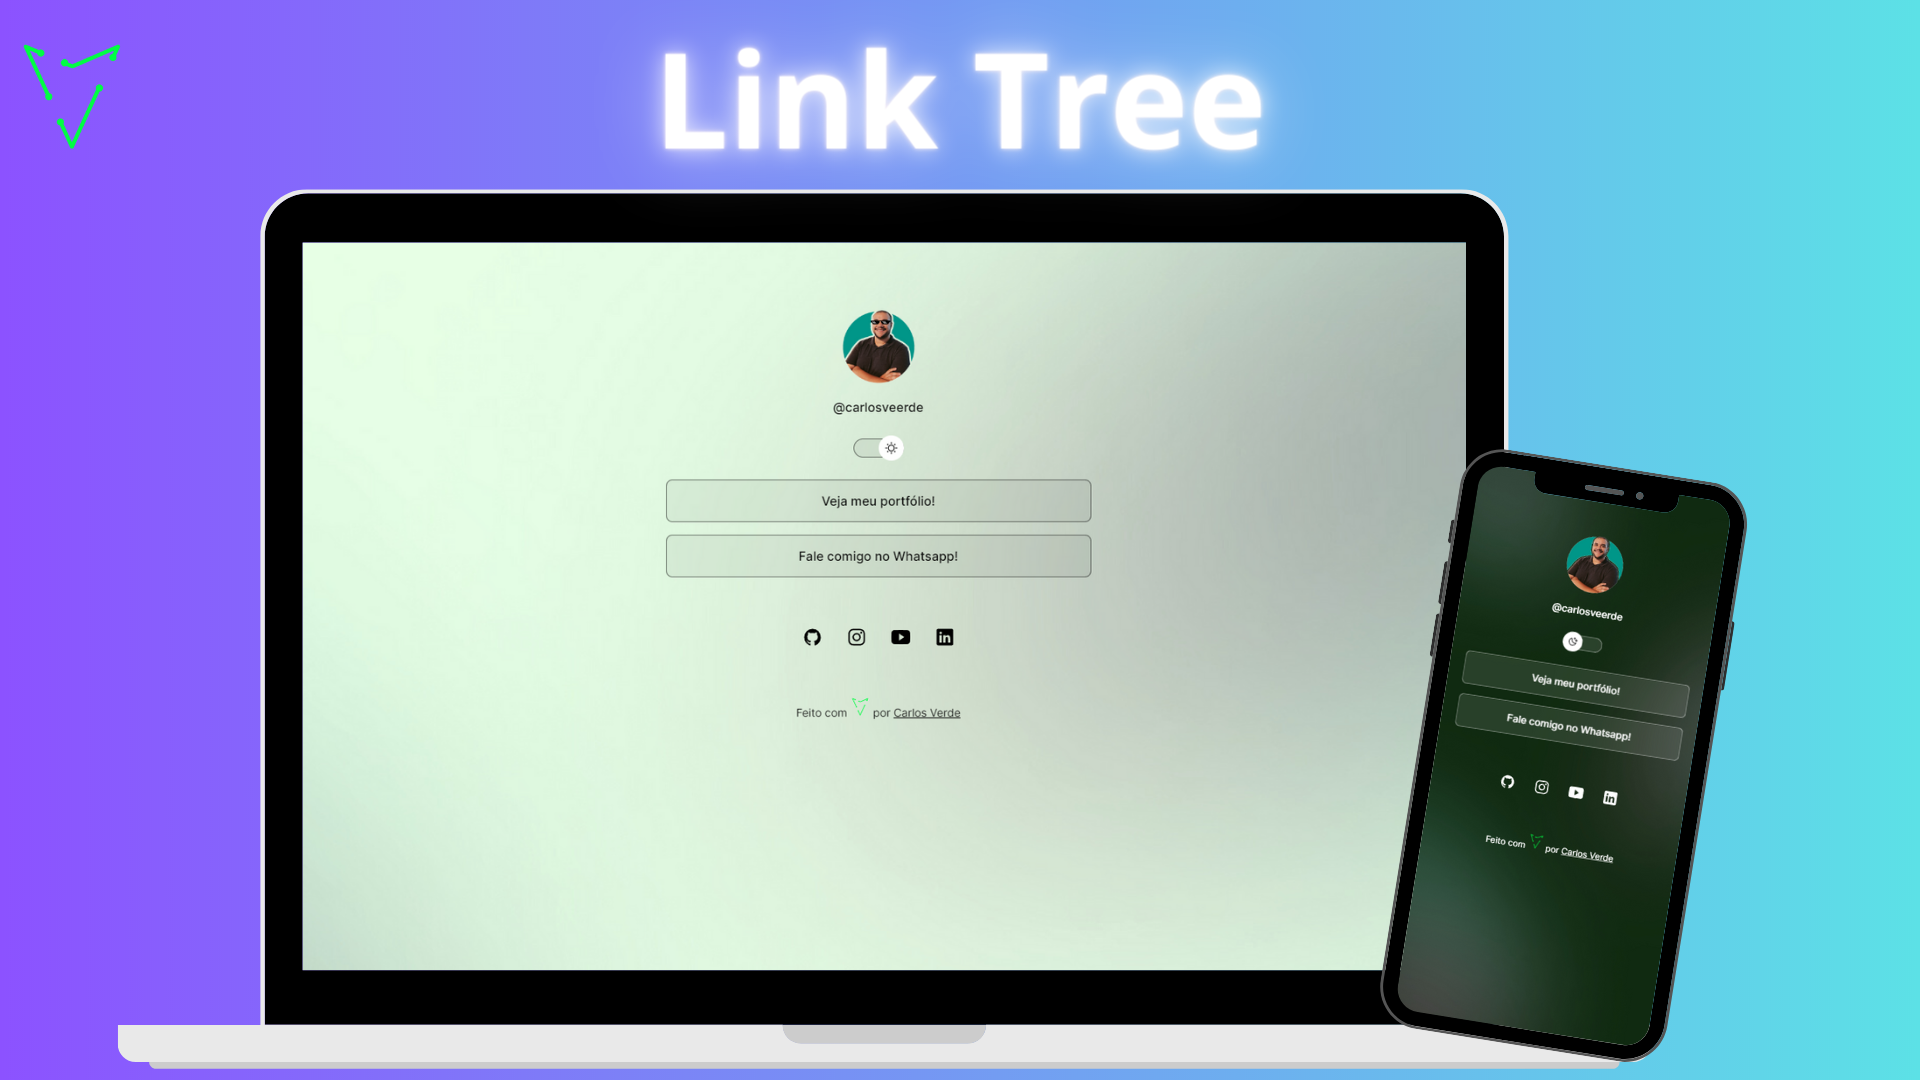 Link Tree
@carlosveerde
Veja meu portfólio!
Fale comigo no Whatsapp!
Feito com por Carlos Verde
@carlosveerde
Veja meu portfólio!
Fale comigo no Whatsapp!
Feito com por Carlos Verde